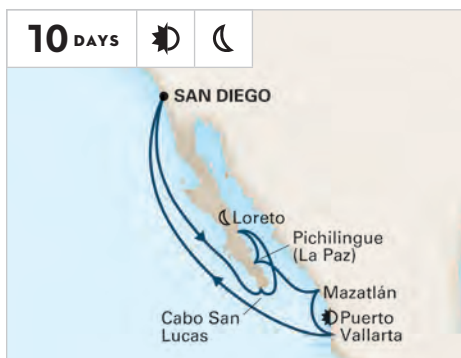 10 DAYS
SAN DIEGO
Loreto
Pichilingue
(La Paz)
Mazatlán
Cabo San
Lucas
Puerto
Vallarta